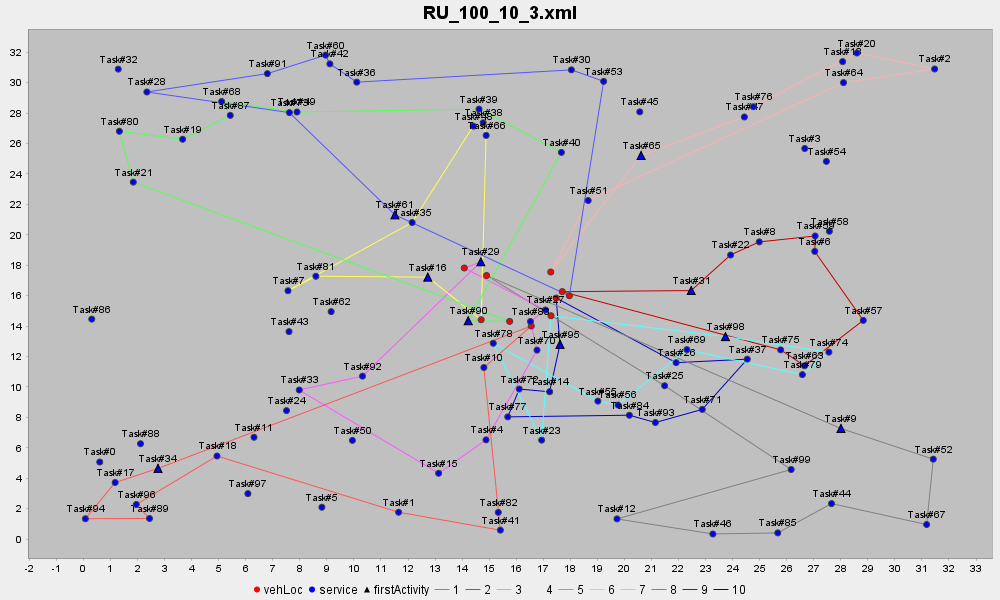 RU_100_10_3.xml
Task#60
Task#20
Task#42
Task#32
Task#2
Task#91
Task#30
Task#53
Task#36
Task#64
Task#28
Task#68
Task#39
Task#76
Task#45
Task#87
Task#47
Task#38
Task#80
Task#66
Task#19
Task#3
Task#40
Task#65
Task#54
Task#21
Task#51
Task#61
Task#35
Task#58
Task#8
Task#6
Task#22
Task#29
Task#16
Task#81
Task#7
Task#31
Task#62
Task#27
Task#86
Task#90
Task#57
Task#43
Task#98
Task#95
Task#78
Task#70
Task#69
Task#75
Task#74
Task#10
Task#26
Task#37
Task#63
Task#92
Task#79
Task#33
Task#14
Task#25
Task#55
Task#56
Task#24
Task#77
Task#84
Task#71
Task#93
Task#9
Task#11
Task#4
Task#23
Task#88
Task#50
Task#18
Task#0
Task#34
Task#52
Task#15
Task#99
Task#17
Task#97
Task#96
Task#5
Task#44
Task#94
Task#89
Task#1
Task#82
Task#12
Task#41
Task#46
Task#85
Task#67
32
30
28
26
24
22
20
18
16
14
12
10
8
6
4
2
0
-2 -1 0 1 2 3 4 5 6 7 8 9 10 11 12 13 14 15 16 17 18 19 20 21 22 23 24 25 26 27 28 29 30 31 32 33
vehLoc service firstActivity 1 2 3 4 5 6 7 8 9 10